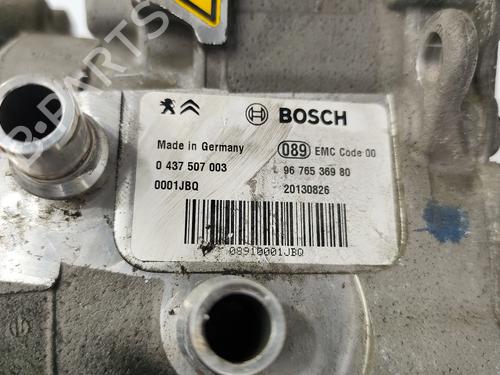 BOSCH
Made in Germany
089 EMC Code 00
0 437 507 003
96 765 369 80
0001JBQ
20130826
08910001JBQ
B-PARTS